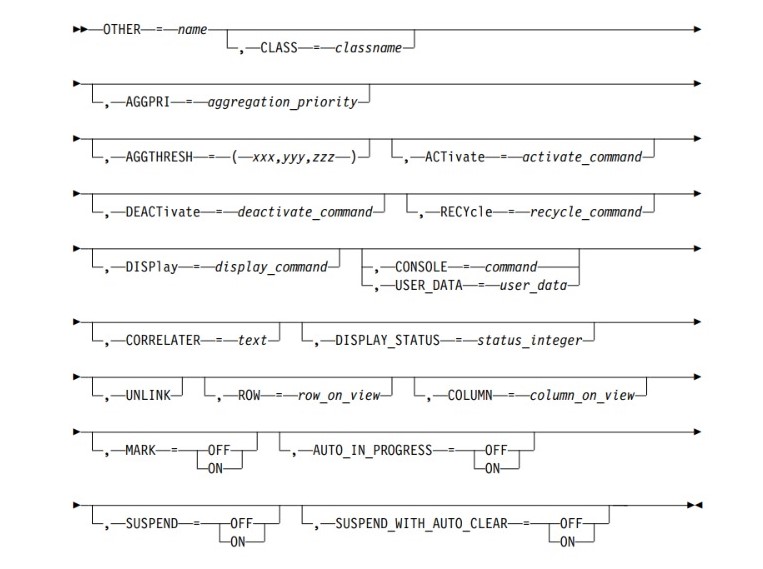 OTHER = name
, CLASS = classname
, AGGPRI = aggregation_priority
, AGGTHRESH = ( xxx,yyy,zzz ) , ACTivate = activate_command
, DEACTivate = deactivate_command , RECYcle = recycle_command
, DISPlay = display_command , CONSOLE = command
, USER_DATA = user_data
, CORRELATER = text , DISPLAY_STATUS = status_integer
, UNLINK , ROW = row_on_view , COLUMN = column_on_view
, MARK = OFF , AUTO_IN_PROGRESS = OFF
ON ON
, SUSPEND = OFF , SUSPEND_WITH_AUTO_CLEAR = OFF
ON ON